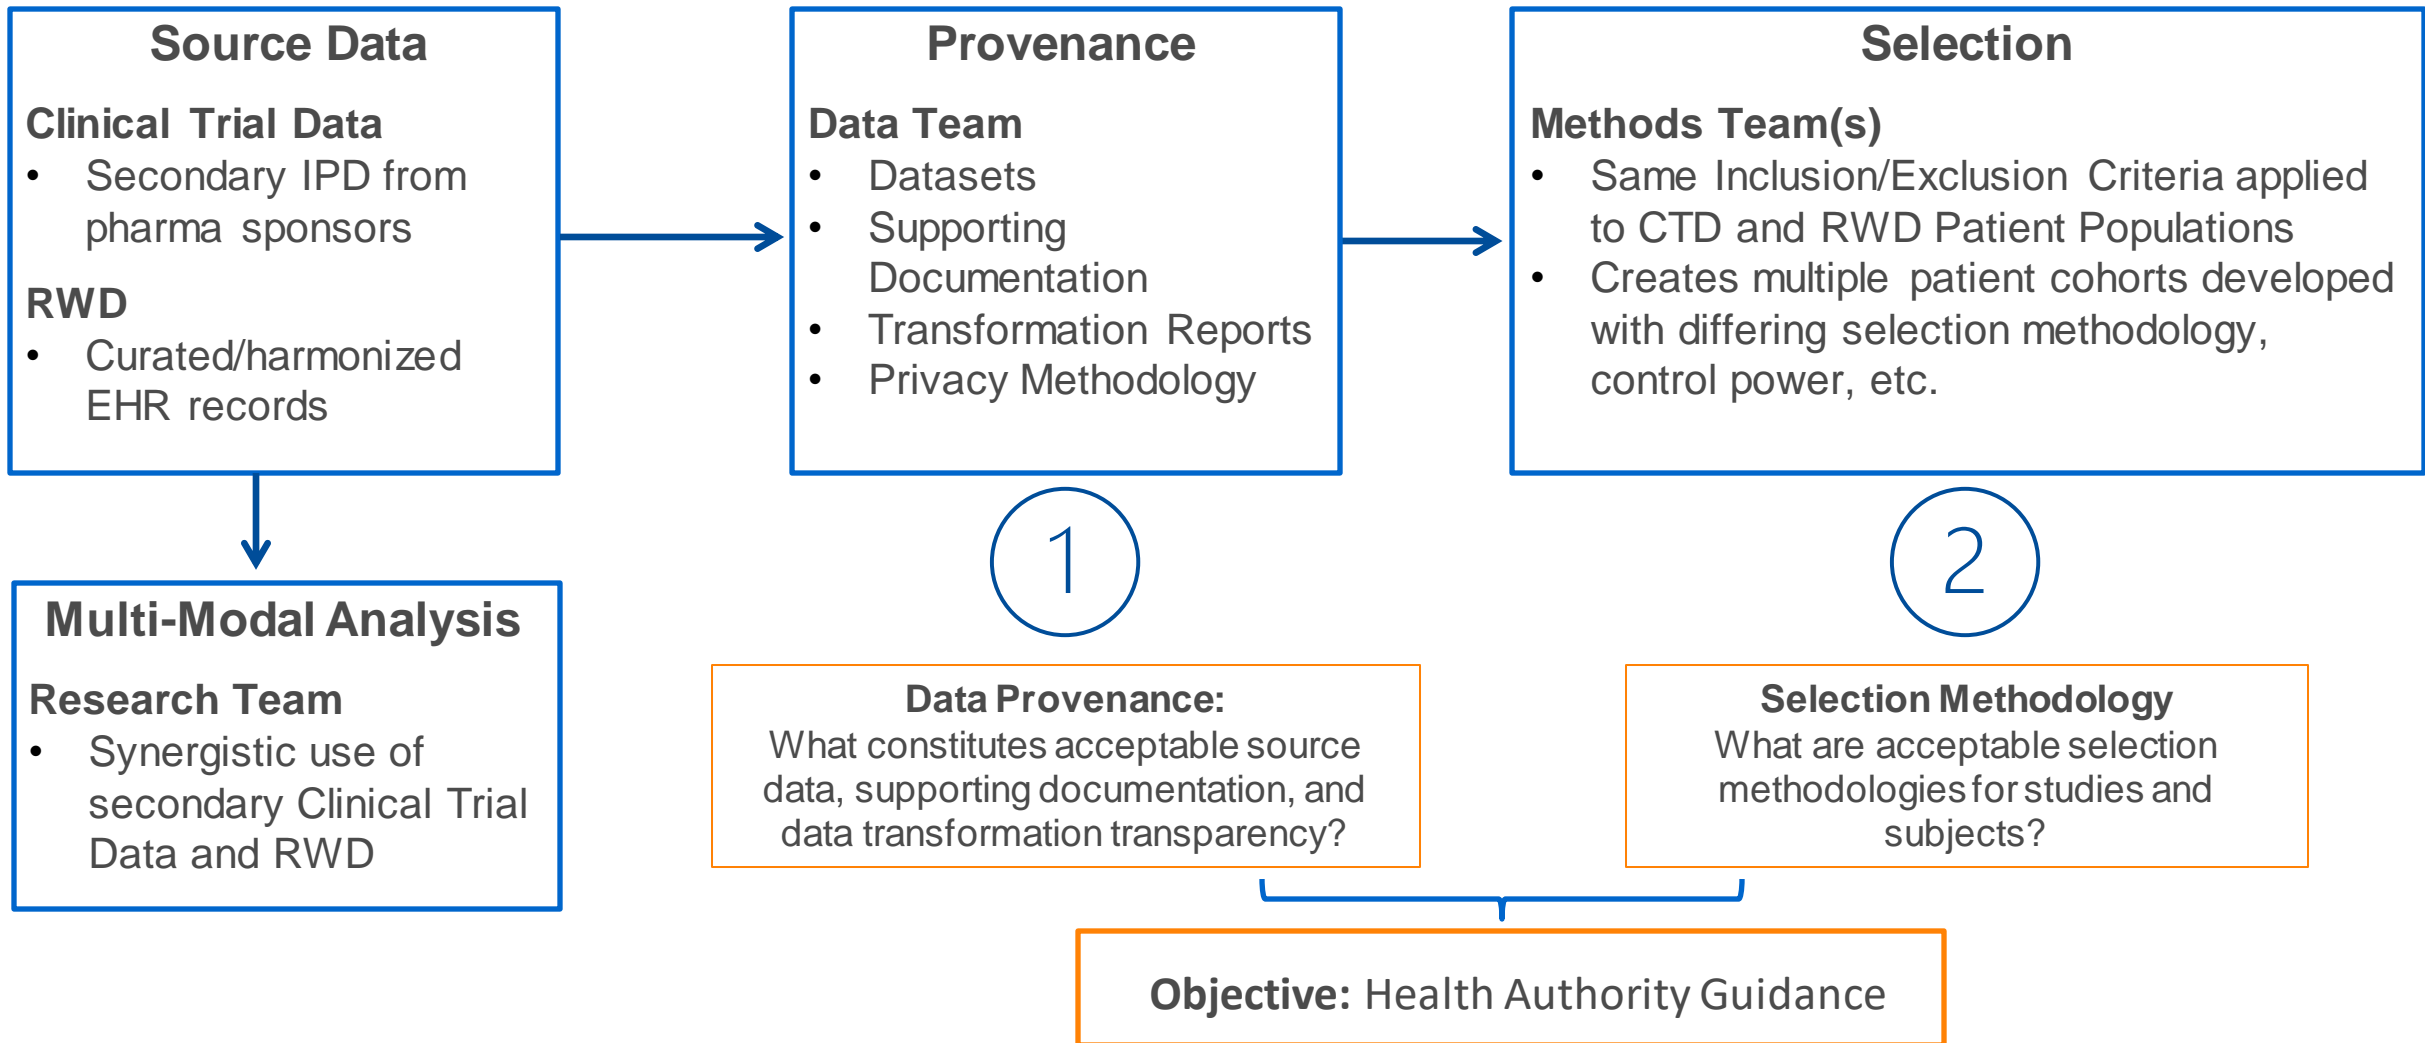 Source Data
Clinical Trial Data
• Secondary IPD from
pharma sponsors
RWD
• Curated/harmonized
EHR records
Provenance
Data Team
• Datasets
• Supporting
Documentation
• Transformation Reports
• Privacy Methodology
Selection
Methods Team(s)
• Same Inclusion/Exclusion Criteria applied
to CTD and RWD Patient Populations
• Creates multiple patient cohorts developed
with differing selection methodology,
control power, etc.
Multi-Modal Analysis
Research Team
• Synergistic use of
secondary Clinical Trial
Data and RWD
1
Data Provenance:
What constitutes acceptable source
data, supporting documentation, and
data transformation transparency?
2
Selection Methodology
What are acceptable selection
methodologies for studies and
subjects?
Objective: Health Authority Guidance